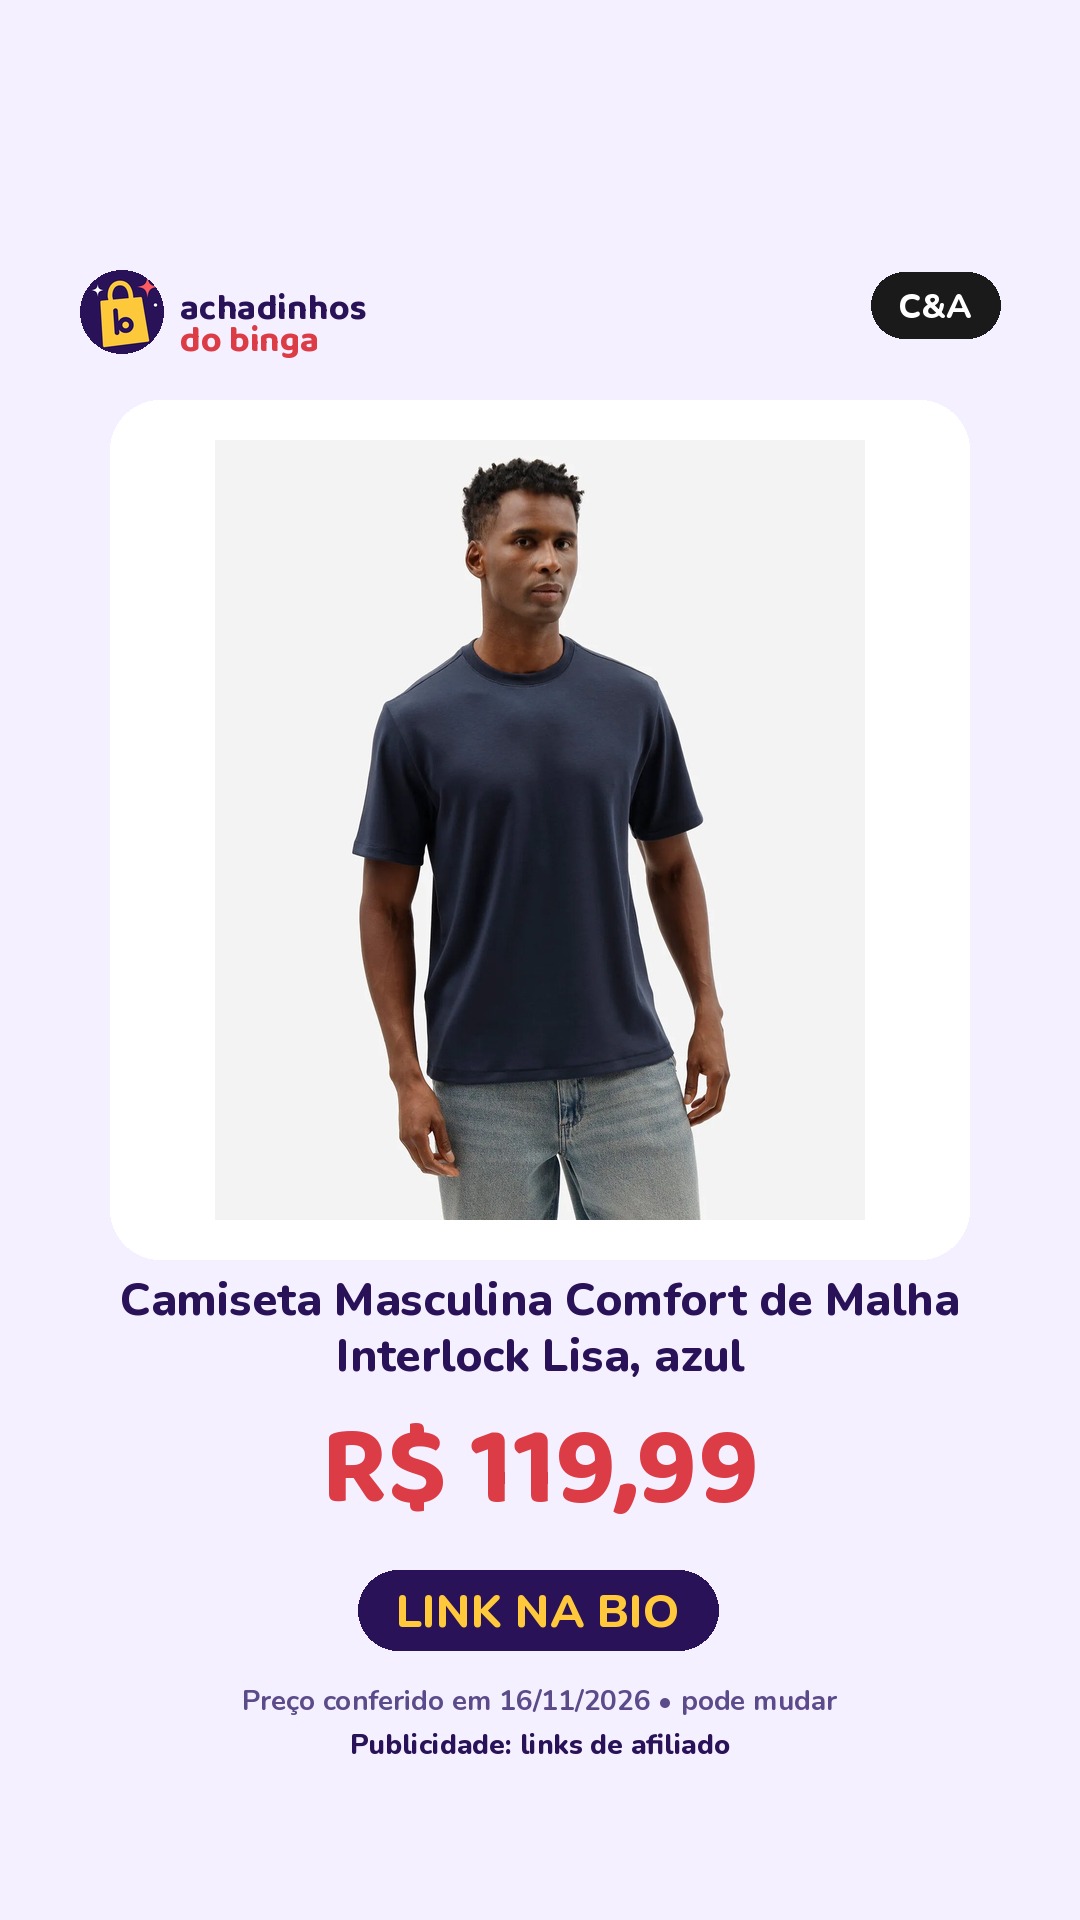 achadinhos
do binga
C&A
b
Camiseta Masculina Comfort de Malha
Interlock Lisa, azul
R$ 119,99
LINK NA BIO
Preço conferido em 16/11/2026 • pode mudar
Publicidade: links de afiliado